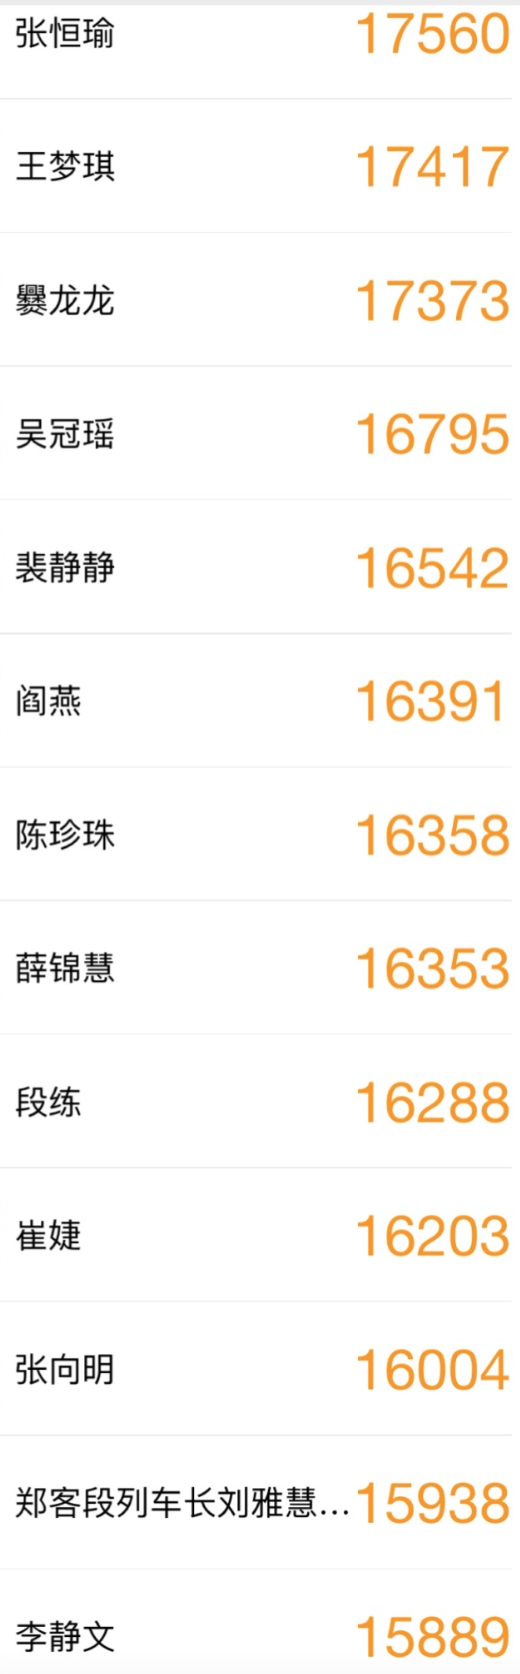 张恒瑜 17560
王梦琪 17417
爨龙龙 17373
吴冠瑶 16795
裴静静 16542
阎燕 16391
陈珍珠 16358
薛锦慧 16353
段练 16288
崔婕 16203
张向明 16004
郑客段列车长刘雅慧... 15938
李静文 15889